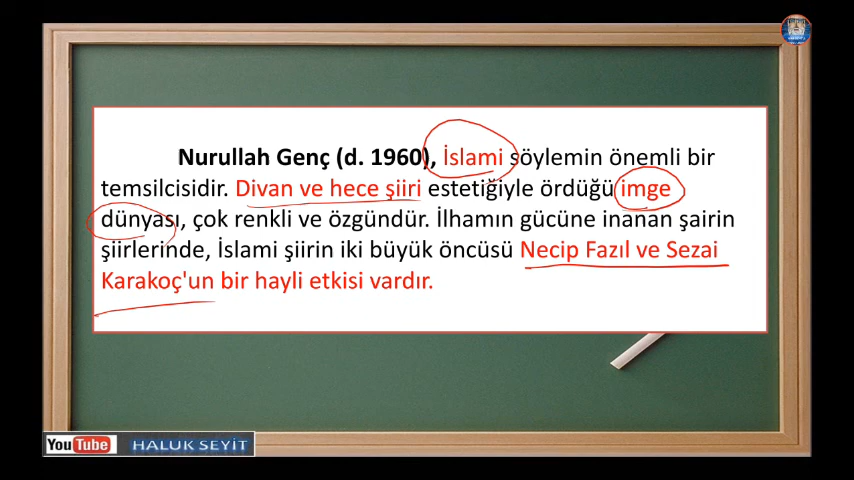 Nurullah Genç (d. 1960), İslami söylemin önemli bir
temsilcisidir. Divan ve hece şiiri estetiğiyle ördüğü imge
dünyası, çok renkli ve özgündür. İlhamın gücüne inanan şairin
şiirlerinde, İslami şiirin iki büyük öncüsü Necip Fazıl ve Sezai
Karakoç'un bir hayli etkisi vardır.
YouTube HALUK SEYİT